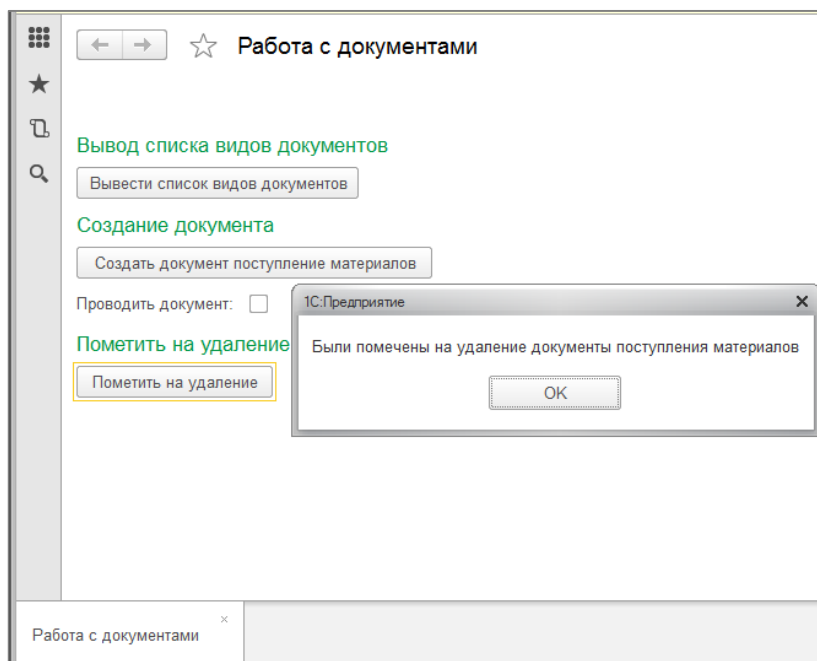 Работа с документами
Вывод списка видов документов
Вывести список видов документов
Создание документа
Создать документ поступление материалов
Проводить документ:
1С:Предприятие
Пометить на удаление
Были помечены на удаление документы поступления материалов
Пометить на удаление
OK
Работа с документами